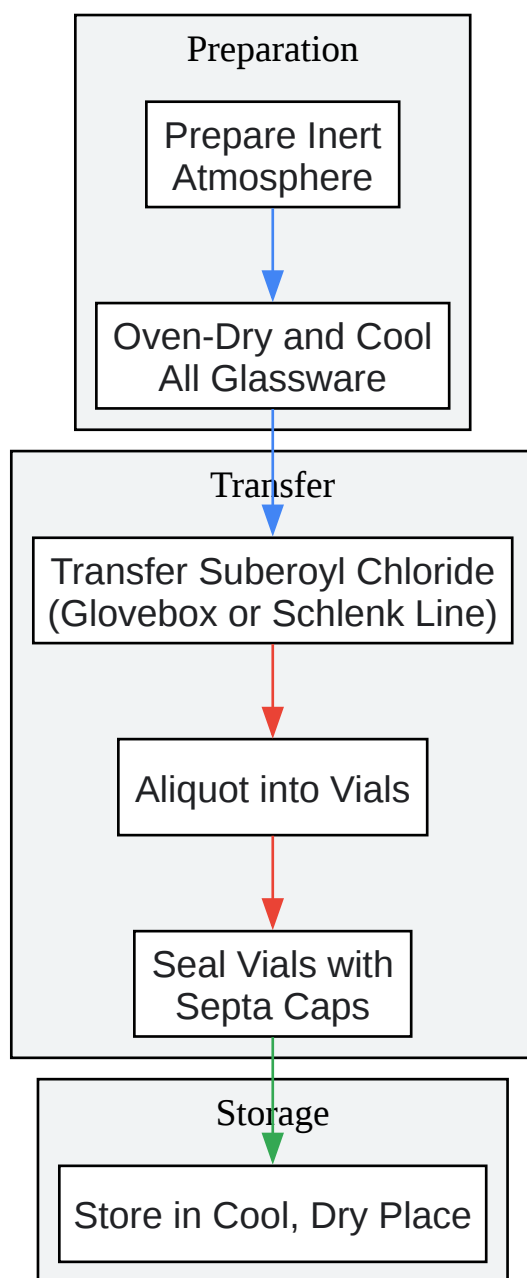 Preparation
Prepare Inert
Atmosphere
Oven-Dry and Cool
All Glassware
Transfer
Transfer Suberoyl Chloride
(Glovebox or Schlenk Line)
Aliquot into Vials
Seal Vials with
Septa Caps
Storage
Store in Cool, Dry Place